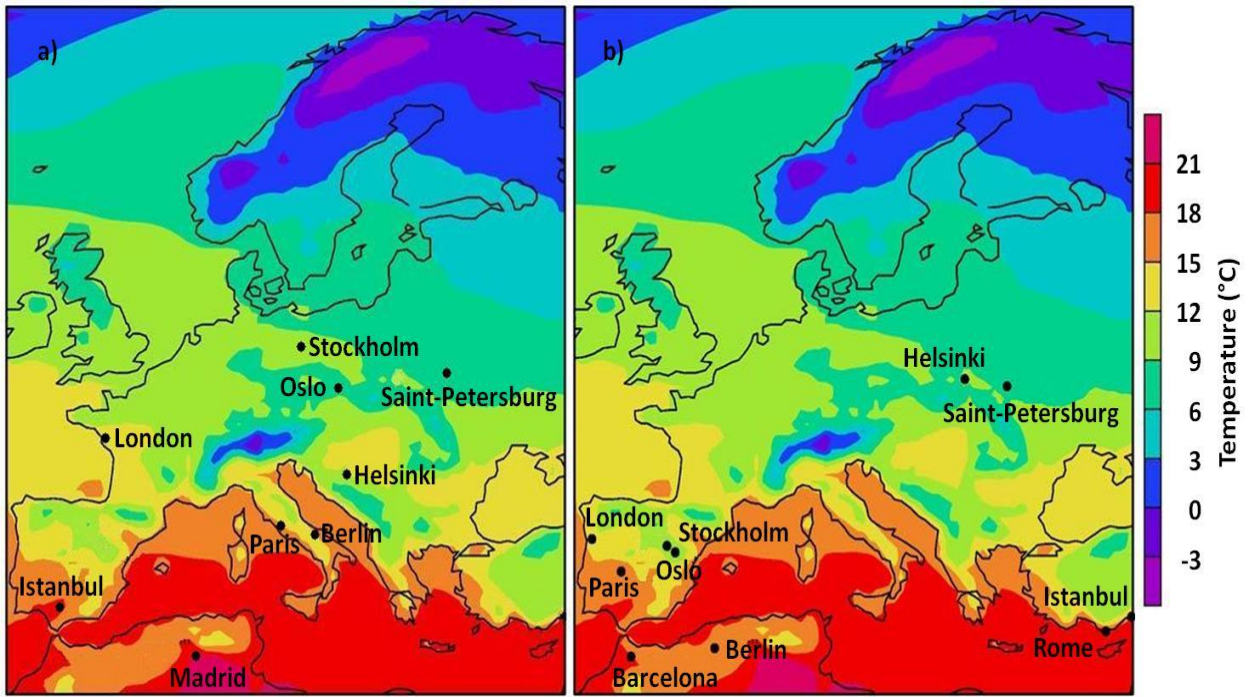 a)
Stockholm
Oslo
Saint-Petersburg
London
Helsinki
Paris
Berlin
Istanbul
Madrid
b)
Helsinki
Saint-Petersburg
London
Stockholm
Oslo
Paris
Istanbul
Rome
Berlin
Barcelona
21
18
15
12
9
6
3
0
-3
Temperature (°C)